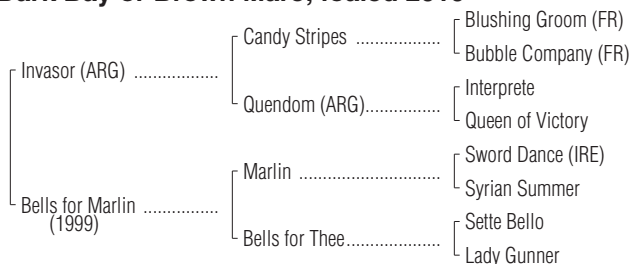 Dark Bay or Brown Mare; foaled
Blushing Groom (FR)
Candy Stripes ..................
Bubble Company (FR)
Invasor (ARG) ..................
Interprete
Quendom (ARG)................
Queen of Victory
Sword Dance (IRE)
Marlin ..............................
Syrian Summer
Bells for Marlin ................
(1999)
Sette Bello
Bells for Thee....................
Lady Gunner